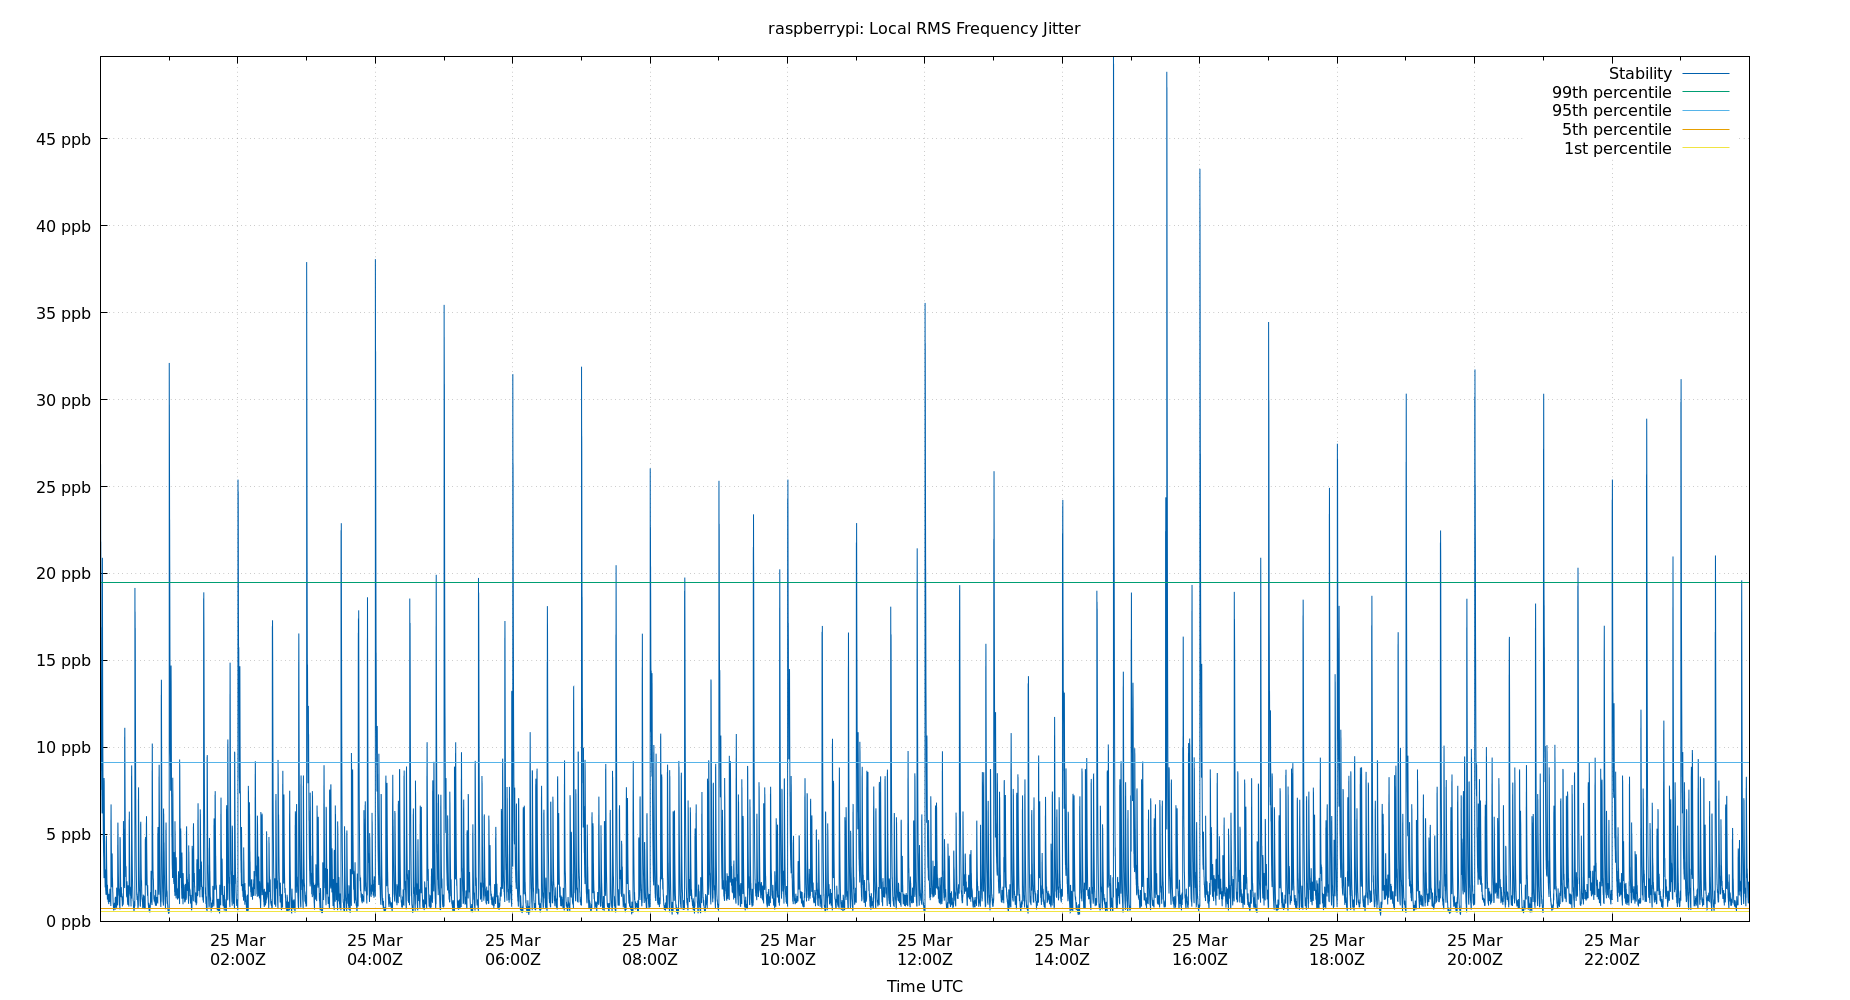 raspberrypi: Local RMS Frequency Jitter
Stability
99th percentile
95th percentile
5th percentile
1st percentile
45 ppb
40 ppb
35 ppb
30 ppb
25 ppb
20 ppb
15 ppb
10 ppb
5 ppb
0 ppb
25 Mar 25 Mar 25 Mar 25 Mar 25 Mar 25 Mar 25 Mar 25 Mar 25 Mar 25 Mar 25 Mar
02:00Z 04:00Z 06:00Z 08:00Z 10:00Z 12:00Z 14:00Z 16:00Z 18:00Z 20:00Z 22:00Z
Time UTC